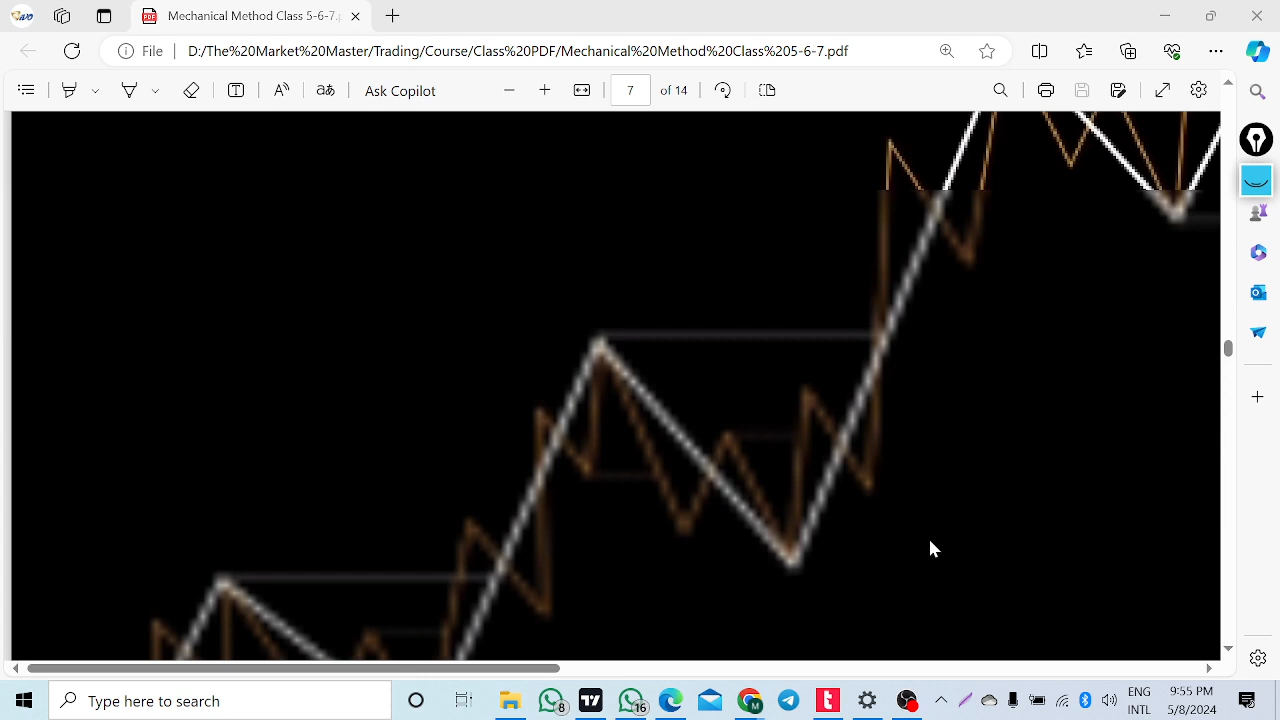 Mechanical Method Class 5-6-7.p
File
D:/The%20Market%20Master/Trading/Course/Class%20PDF/Mechanical%20Method%20Class%205-6-7.pdf
Ask Copilot
7 of 14
Type here to search
8
16
ENG
INTL
9:55 PM
5/8/2024